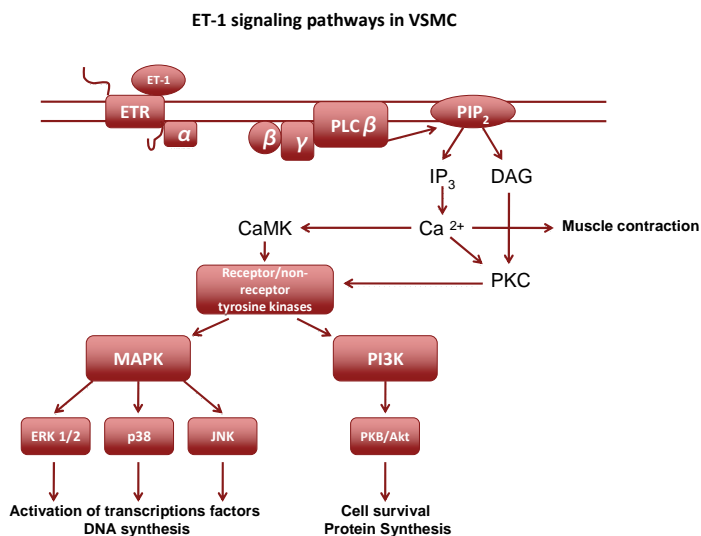 ET-1 signaling pathways in VSMC
ET-1
ETR
α
β
γ
PLC β
PIP2
IP3
DAG
CaMK
Ca 2+
Muscle contraction
Receptor/non-
receptor
tyrosine kinases
PKC
MAPK
PI3K
ERK 1/2
p38
JNK
PKB/Akt
Activation of transcriptions factors
DNA synthesis
Cell survival
Protein Synthesis